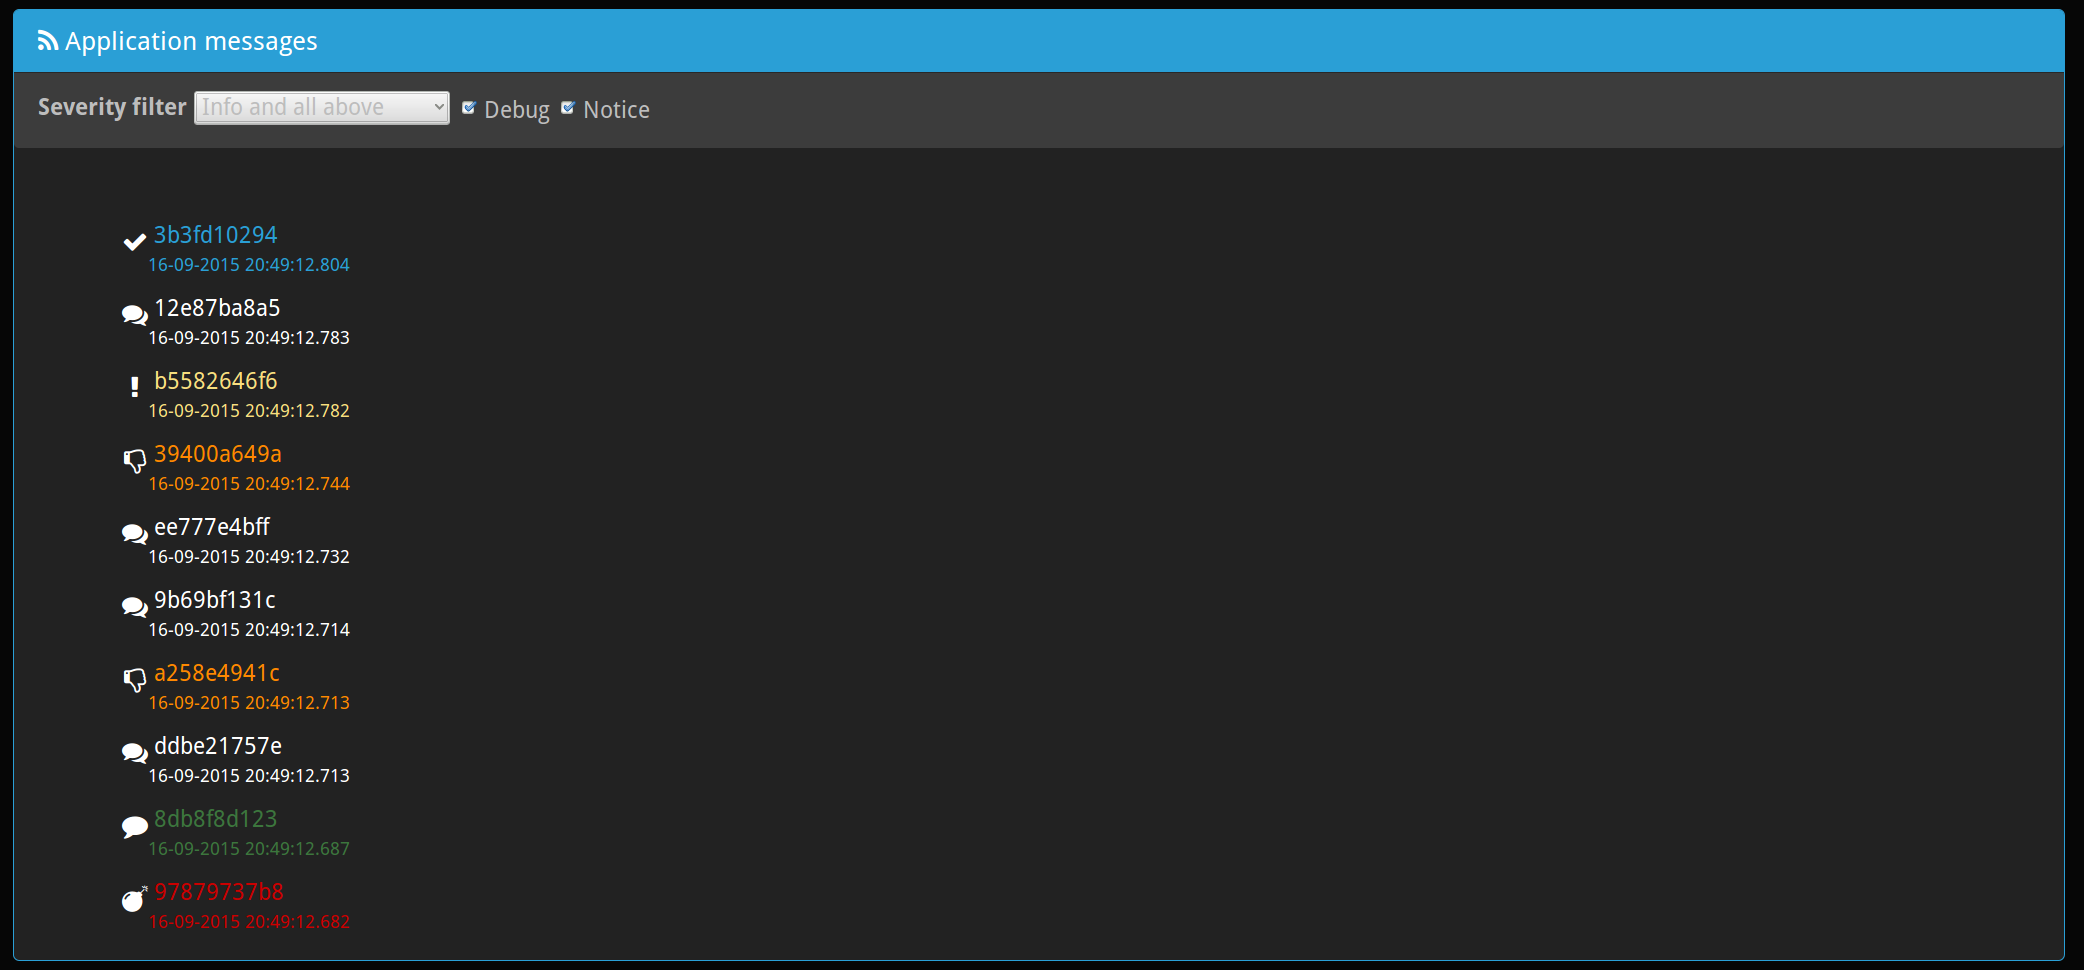 Application messages
Severity filter Info and all above Debug Notice
3b3fd10294
16-09-2015 20:49:12.804
12e87ba8a5
16-09-2015 20:49:12.783
b5582646f6
16-09-2015 20:49:12.782
39400a649a
16-09-2015 20:49:12.744
ee777e4bff
16-09-2015 20:49:12.732
9b69bf131c
16-09-2015 20:49:12.714
a258e4941c
16-09-2015 20:49:12.713
ddbe21757e
16-09-2015 20:49:12.713
8db8f8d123
16-09-2015 20:49:12.687
97879737b8
16-09-2015 20:49:12.682